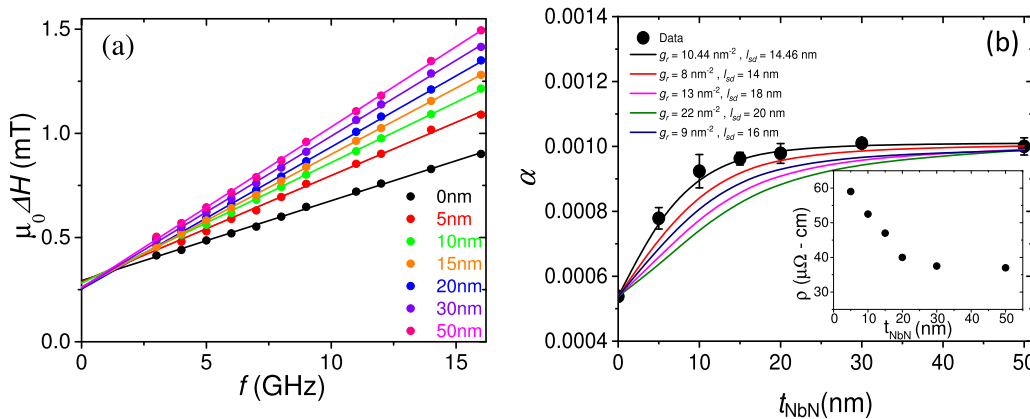 (a)
1.5
1.0
0.5
0.0
μ₀ΔH (mT)
0nm
5nm
10nm
15nm
20nm
30nm
50nm
0 5 10 15
f (GHz)
(b)
0.0014
0.0012
0.0010
0.0008
0.0006
0.0004
α
Data
gᵣ = 10.44 nm⁻² , lsd = 14.46 nm
gᵣ = 8 nm⁻² , lsd = 14 nm
gᵣ = 13 nm⁻² , lsd = 18 nm
gᵣ = 22 nm⁻² , lsd = 20 nm
gᵣ = 9 nm⁻² , lsd = 16 nm
60
50
40
30
ρ (μΩ - cm)
0 10 20 30 40 50
tNbN (nm)
0 10 20 30 40 50
tNbN(nm)